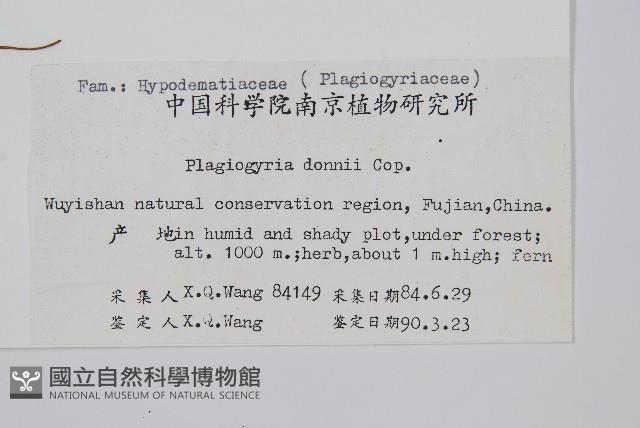 Fam.: Hypodematiaceae ( Plagiogyriaceae)
中国科学院南京植物研究所
Plagiogyria donnii Cop.
Wuyishan natural conservation region, Fujian,China.
产 地in humid and shady plot,under forest;
alt. 1000 m.;herb,about 1 m.high; fern
采集人X.Q.Wang 84149 采集日期84.6.29
鉴定人X.Q.Wang 鉴定日期90.3.23
國立自然科學博物館
NATIONAL MUSEUM OF NATURAL SCIENCE